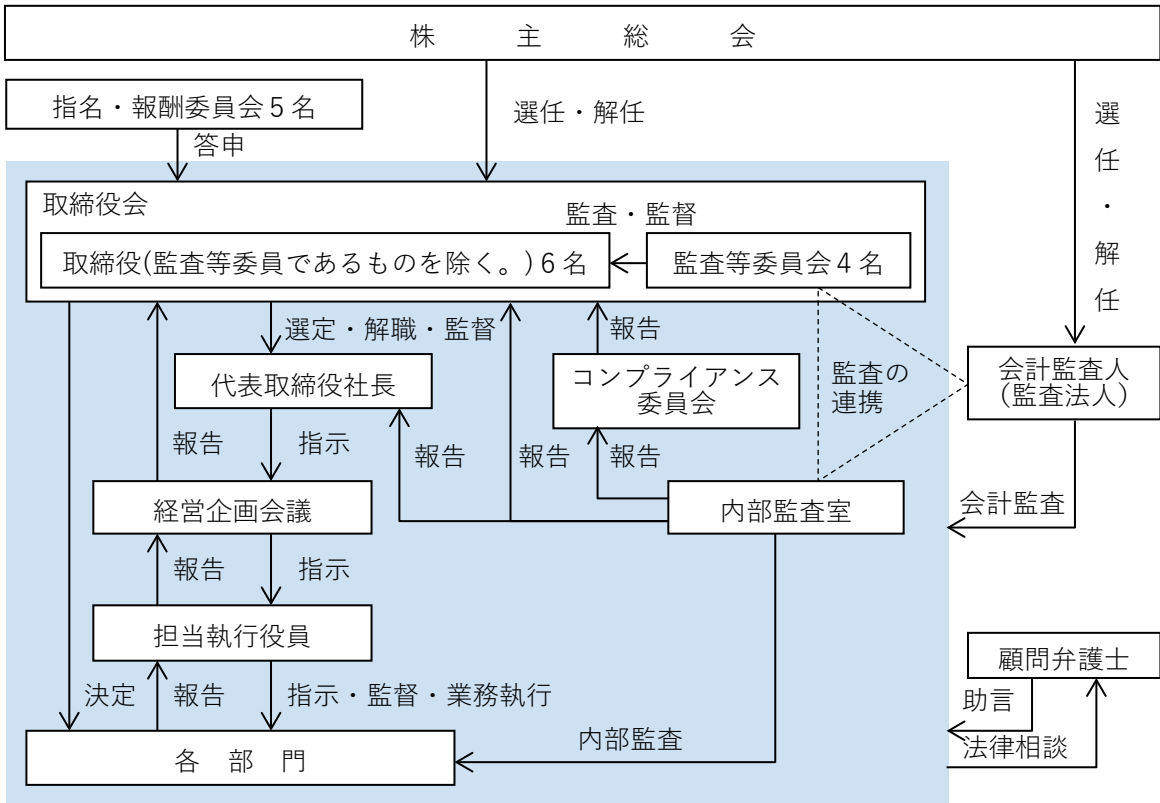 株主総会
指名・報酬委員会５名
選任・解任
選任・解任
答申
取締役会
監査・監督
取締役(監査等委員であるものを除く。)６名
監査等委員会４名
選定・解職・監督
報告
代表取締役社長
コンプライアンス
委員会
監査の
連携
会計監査人
(監査法人)
報告
指示
報告
報告
報告
経営企画会議
内部監査室
会計監査
報告
指示
担当執行役員
顧問弁護士
決定
報告
指示・監督・業務執行
助言
内部監査
法律相談
各部門